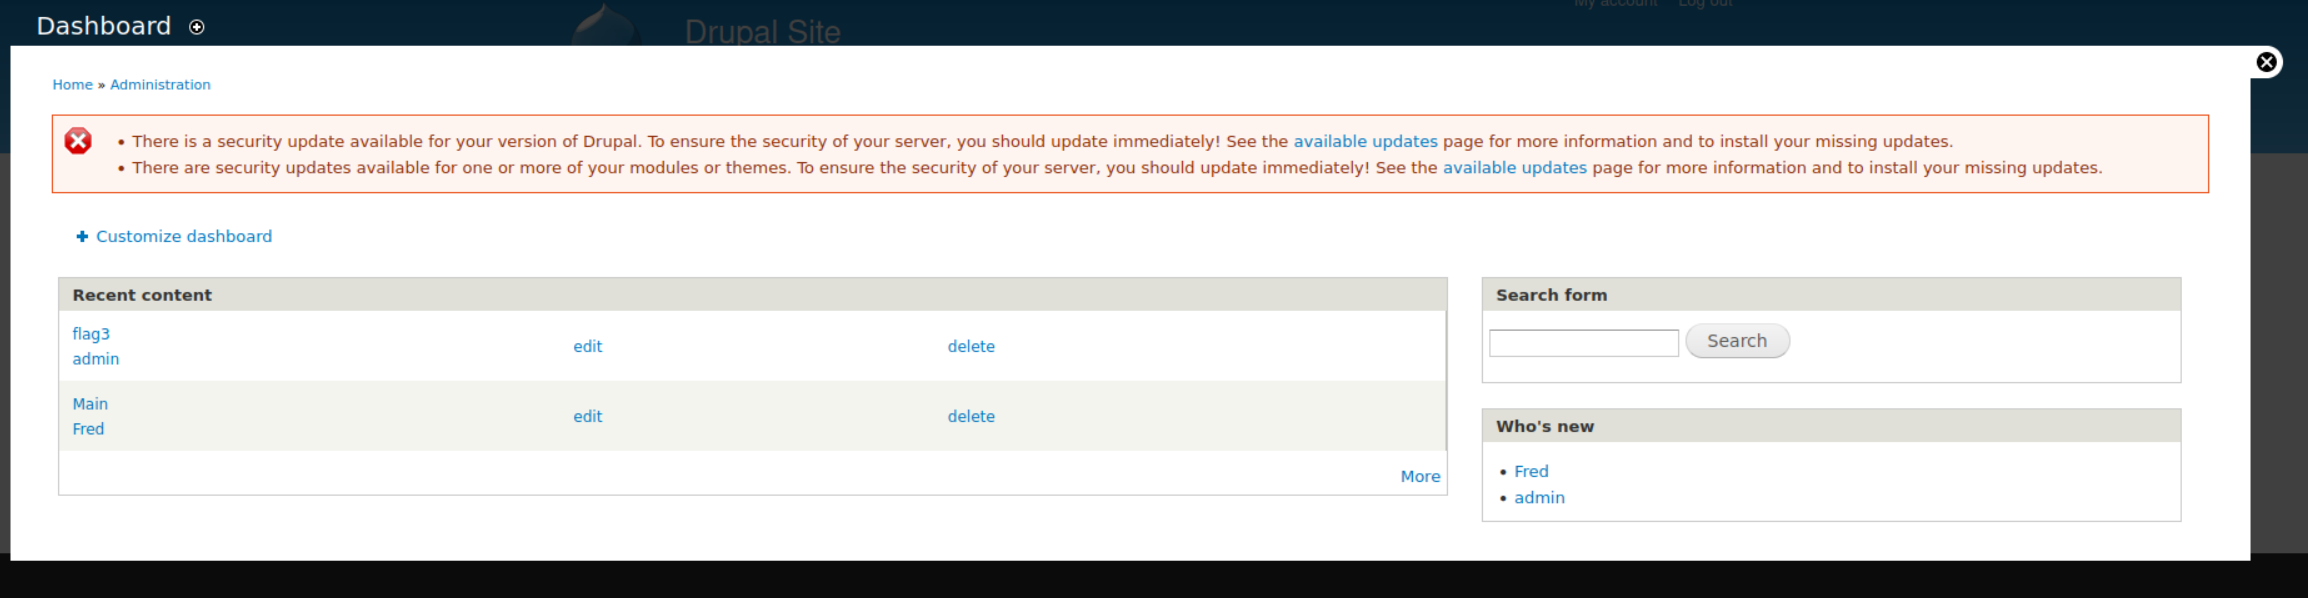 My account Log out
Dashboard
Drupal Site
Home » Administration
• There is a security update available for your version of Drupal. To ensure the security of your server, you should update immediately! See the available updates page for more information and to install your missing updates.
• There are security updates available for one or more of your modules or themes. To ensure the security of your server, you should update immediately! See the available updates page for more information and to install your missing updates.
Customize dashboard
Recent content
flag3
admin
edit
delete
Main
Fred
edit
delete
More
Search form
Search
Who's new
• Fred
• admin